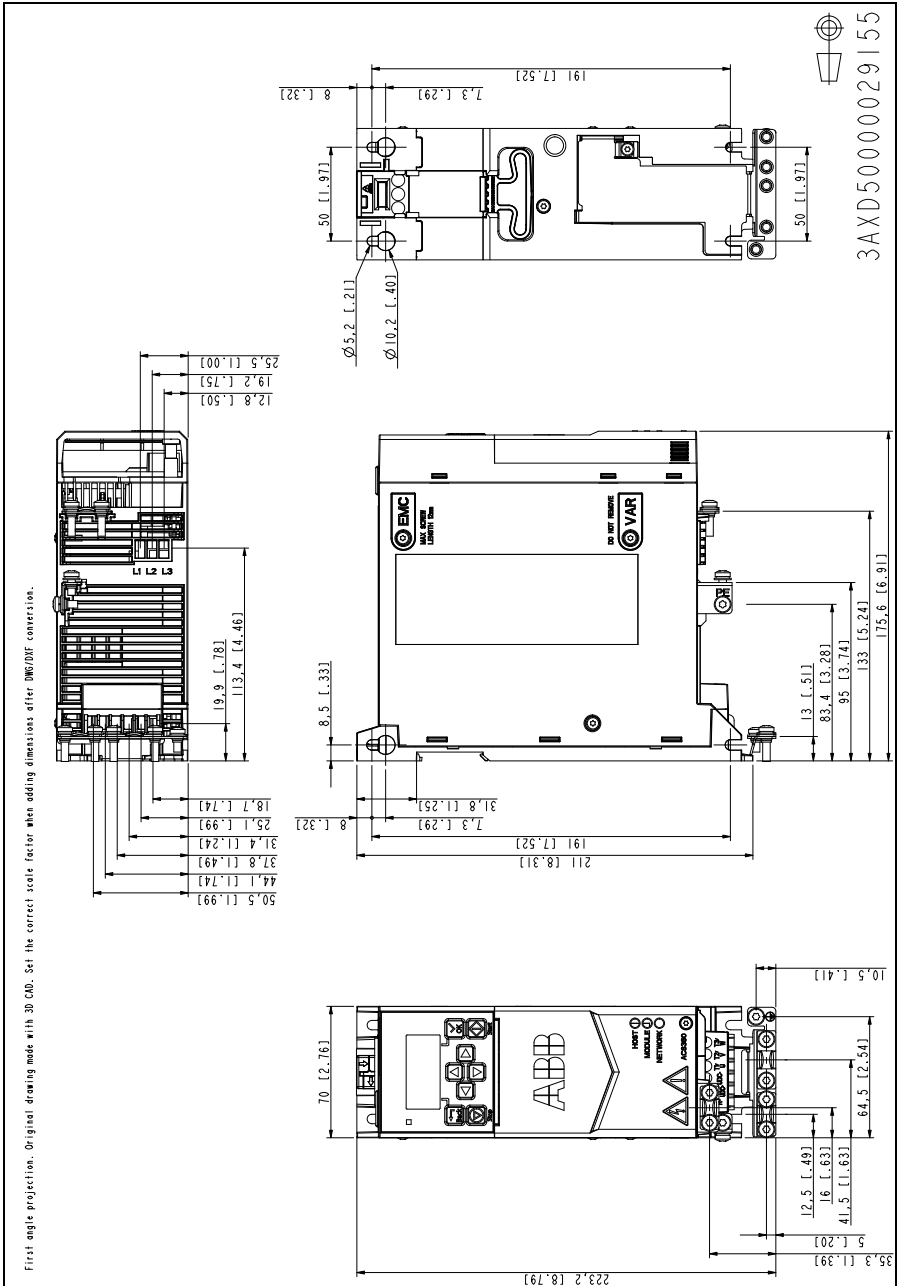 3AXD50000029155
191 [7.52]
8 [.32]
7,3 [.29]
50 [1.97]
50 [1.97]
Ø5,2 [.21]
Ø10,2 [.40]
25,5 [1.00]
19,2 [.75]
12,8 [.50]
L1 L2 L3
19,9 [.78]
113,4 [4.46]
18,7 [.74]
25,1 [.99]
31,4 [1.24]
37,8 [1.49]
44,1 [1.74]
50,5 [1.99]
EMC
MAX SCREW
LENGTH 12mm
DO NOT REMOVE
VAR
PE
8,5 [.33]
13 [.51]
83,4 [3.28]
95 [3.74]
133 [5.24]
175,6 [6.91]
31,8 [1.25]
8 [.32]
7,3 [.29]
191 [7.52]
211 [8.31]
70 [2.76]
OK
Start
Back
Stop
ABB
HOST
MODULE
NETWORK
ACS380
10,5 [.41]
64,5 [2.54]
12,5 [.49]
16 [.63]
41,5 [1.63]
5 [.20]
35,3 [1.39]
223,2 [8.79]
First angle projection. Original drawing made with 3D CAD. Set the correct scale factor when adding dimensions after DWG/DXF conversion.